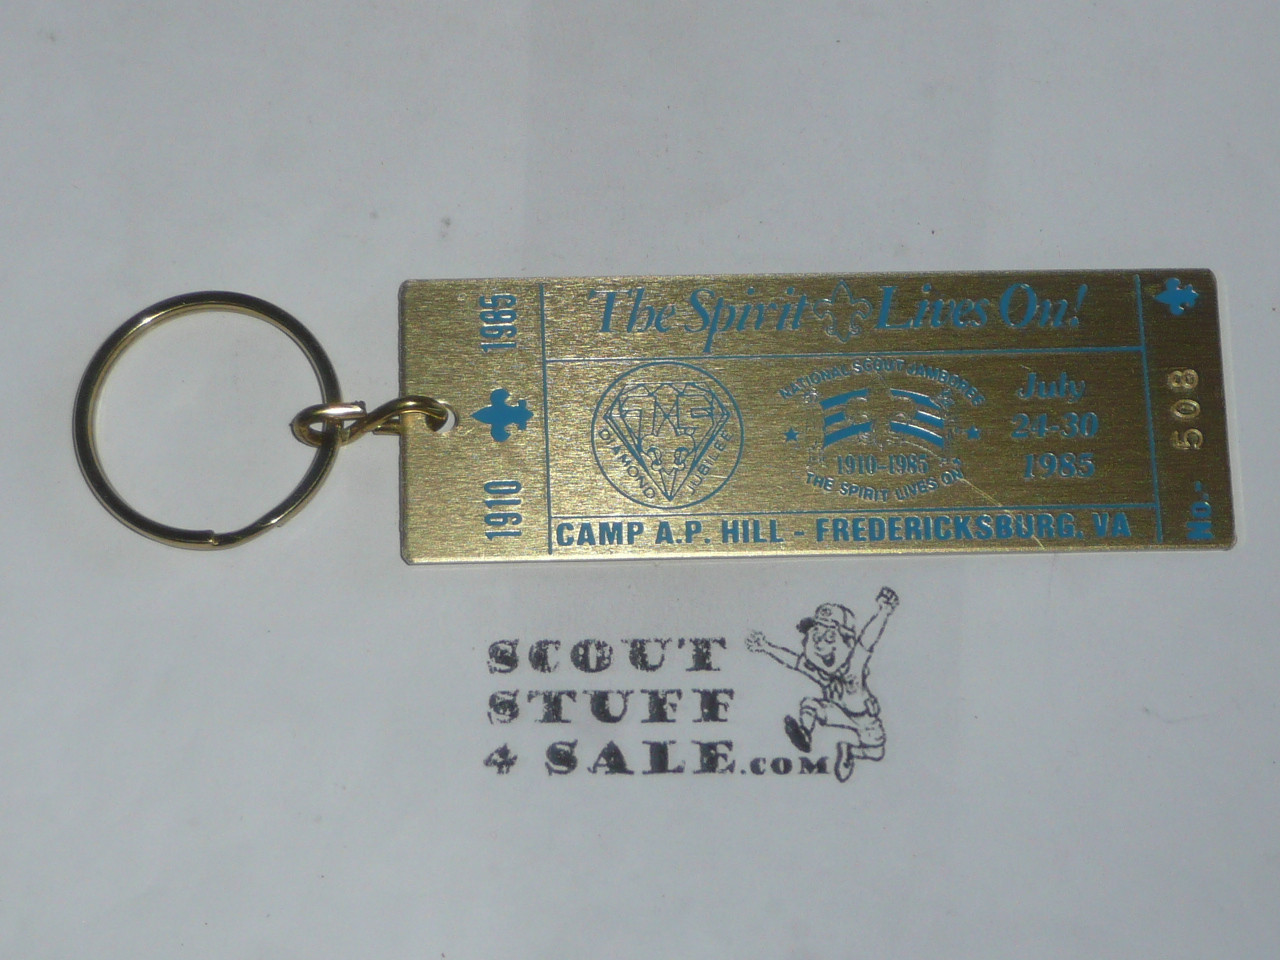 1910 1985
The Spirit Lives On!
DIAMOND JUBILEE
NATIONAL SCOUT JAMBOREE
1910-1985
THE SPIRIT LIVES ON
July
24-30
1985
CAMP A.P. HILL - FREDERICKSBURG, VA
No.- 508
SCOUT
STUFF
4 SALE.COM